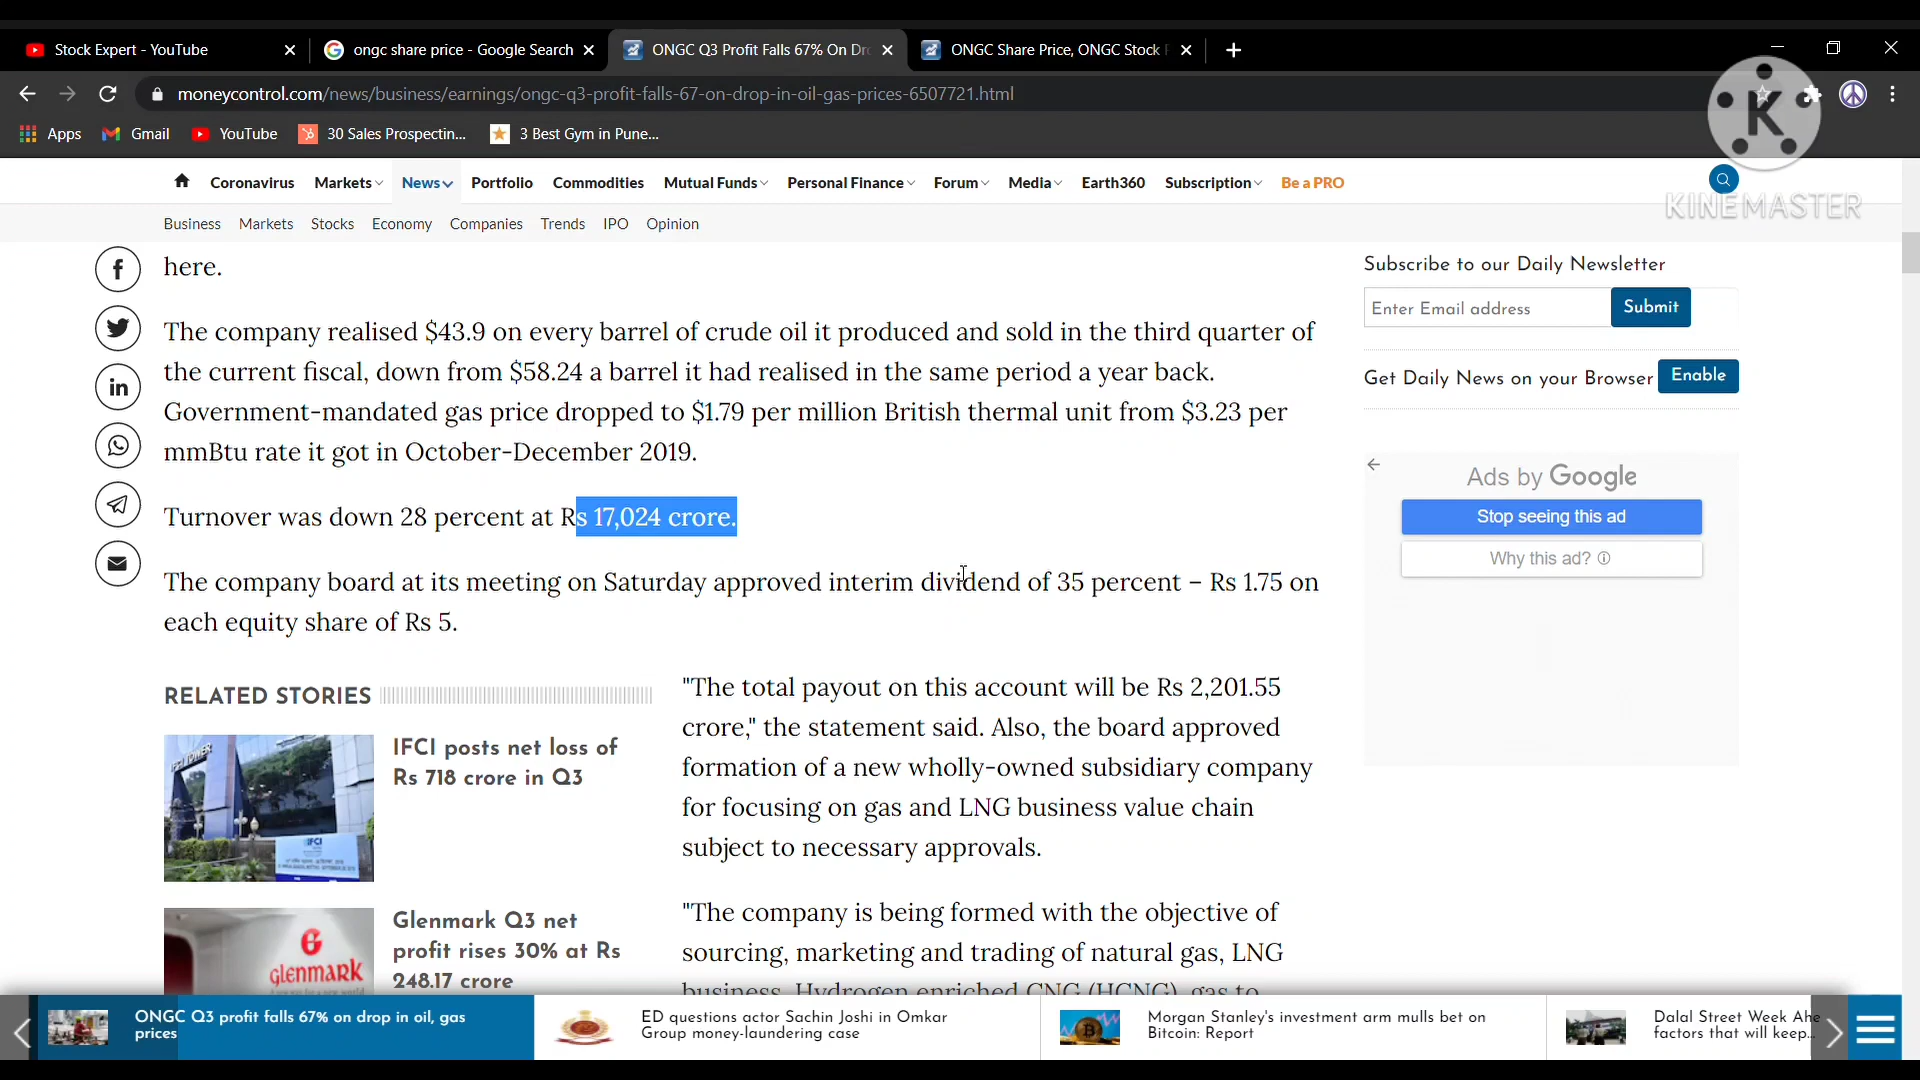 Stock Expert - YouTube
ongc share price - Google Search
ONGC Q3 Profit Falls 67% On Dr
ONGC Share Price, ONGC Stock P
moneycontrol.com/news/business/earnings/ongc-q3-profit-falls-67-on-drop-in-oil-gas-prices-6507721.html
Apps
Gmail
YouTube
30 Sales Prospectin...
3 Best Gym in Pune...
K
KINEMASTER
Coronavirus Markets News Portfolio Commodities Mutual Funds Personal Finance Forum Media Earth360 Subscription Be a PRO
Business Markets Stocks Economy Companies Trends IPO Opinion
here.
The company realised $43.9 on every barrel of crude oil it produced and sold in the third quarter of
the current fiscal, down from $58.24 a barrel it had realised in the same period a year back.
Government-mandated gas price dropped to $1.79 per million British thermal unit from $3.23 per
mmBtu rate it got in October-December 2019.
Turnover was down 28 percent at Rs 17,024 crore.
The company board at its meeting on Saturday approved interim dividend of 35 percent – Rs 1.75 on
each equity share of Rs 5.
RELATED STORIES
IFCI TOWER
IFCI
IFCI posts net loss of
Rs 718 crore in Q3
G
glenmark
Glenmark Q3 net
profit rises 30% at Rs
248.17 crore
"The total payout on this account will be Rs 2,201.55
crore," the statement said. Also, the board approved
formation of a new wholly-owned subsidiary company
for focusing on gas and LNG business value chain
subject to necessary approvals.
"The company is being formed with the objective of
sourcing, marketing and trading of natural gas, LNG
business, Hydrogen enriched CNG (HCNG), gas to
Subscribe to our Daily Newsletter
Enter Email address
Submit
Get Daily News on your Browser
Enable
Ads by Google
Stop seeing this ad
Why this ad?
ONGC Q3 profit falls 67% on drop in oil, gas
prices
ED questions actor Sachin Joshi in Omkar
Group money-laundering case
Morgan Stanley's investment arm mulls bet on
Bitcoin: Report
Dalal Street Week Ahe
factors that will keep...